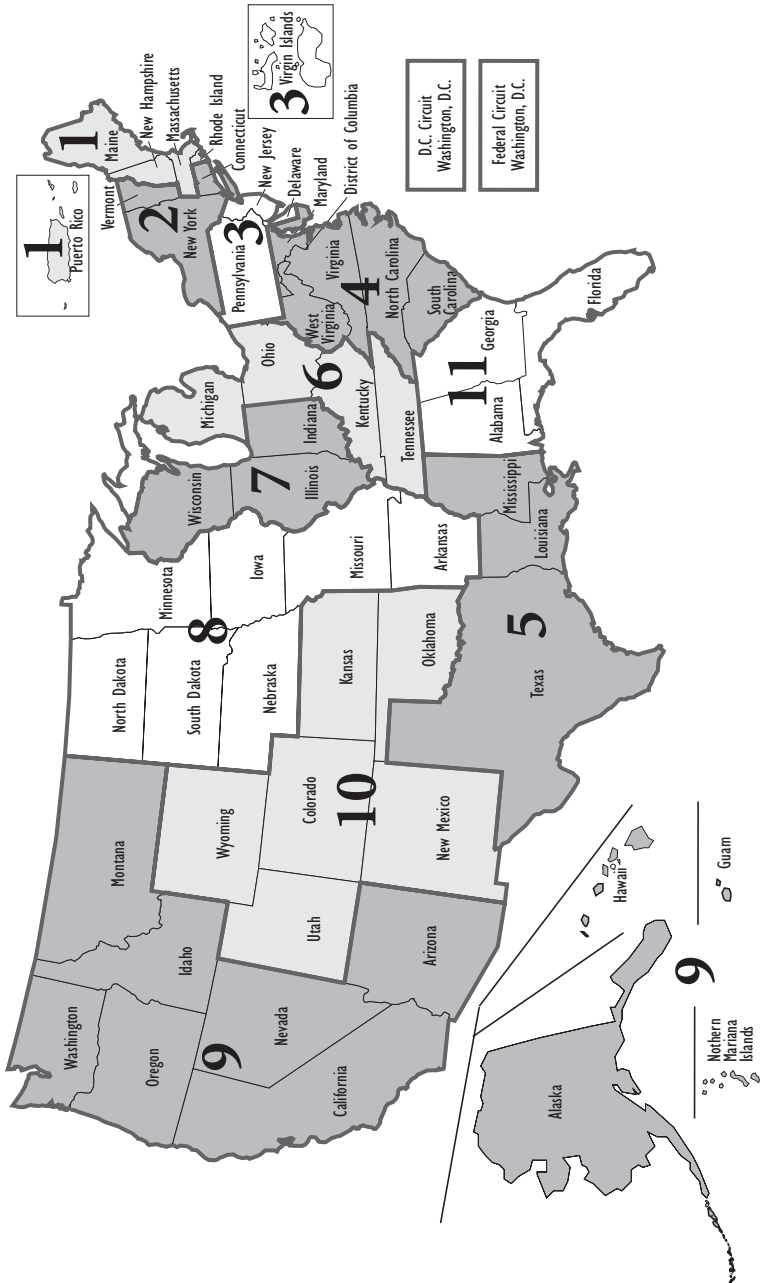 Washington
Oregon
California
Nevada
9
Idaho
Montana
Arizona
Utah
Wyoming
Colorado
10
New Mexico
Kansas
Oklahoma
North Dakota
South Dakota
Nebraska
8
Minnesota
Iowa
Missouri
Arkansas
Texas
5
Louisiana
Mississippi
Wisconsin
7
Illinois
Indiana
Michigan
Ohio
6
Kentucky
Tennessee
Alabama
11
Georgia
Florida
West
Virginia
Virginia
4
North Carolina
South
Carolina
Pennsylvania
3
New York
2
Vermont
Maine
1
New Hampshire
Massachusetts
Rhode Island
Connecticut
New Jersey
Delaware
Maryland
District of Columbia
1
Puerto Rico
3
Virgin Islands
D.C. Circuit
Washington, D.C.
Federal Circuit
Washington, D.C.
Alaska
Hawaii
9
Guam
Nothern
Mariana
Islands